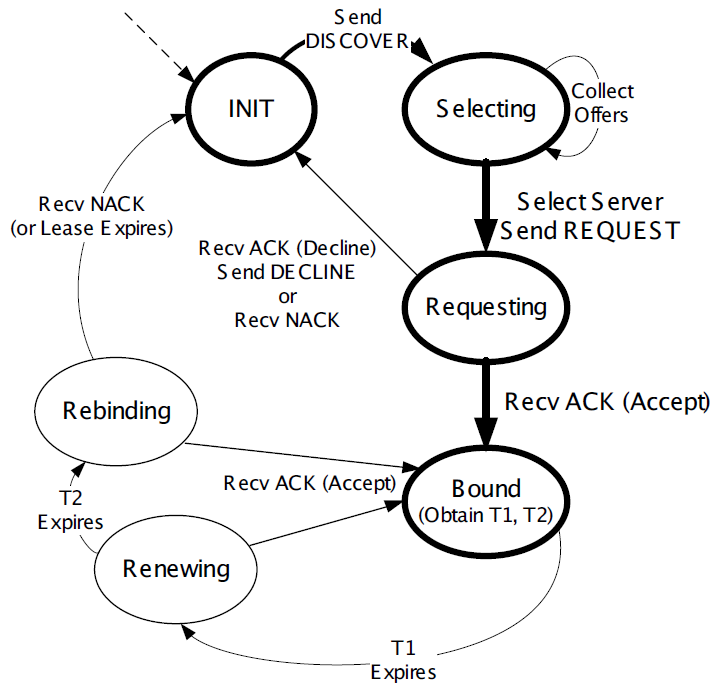 Send
DISCOVER
INIT
Selecting
Collect
Offers
Select Server
Send REQUEST
Recv NACK
(or Lease Expires)
Recv ACK (Decline)
Send DECLINE
or
Recv NACK
Requesting
Rebinding
Recv ACK (Accept)
Recv ACK (Accept)
Bound
(Obtain T1, T2)
T2
Expires
Renewing
T1
Expires